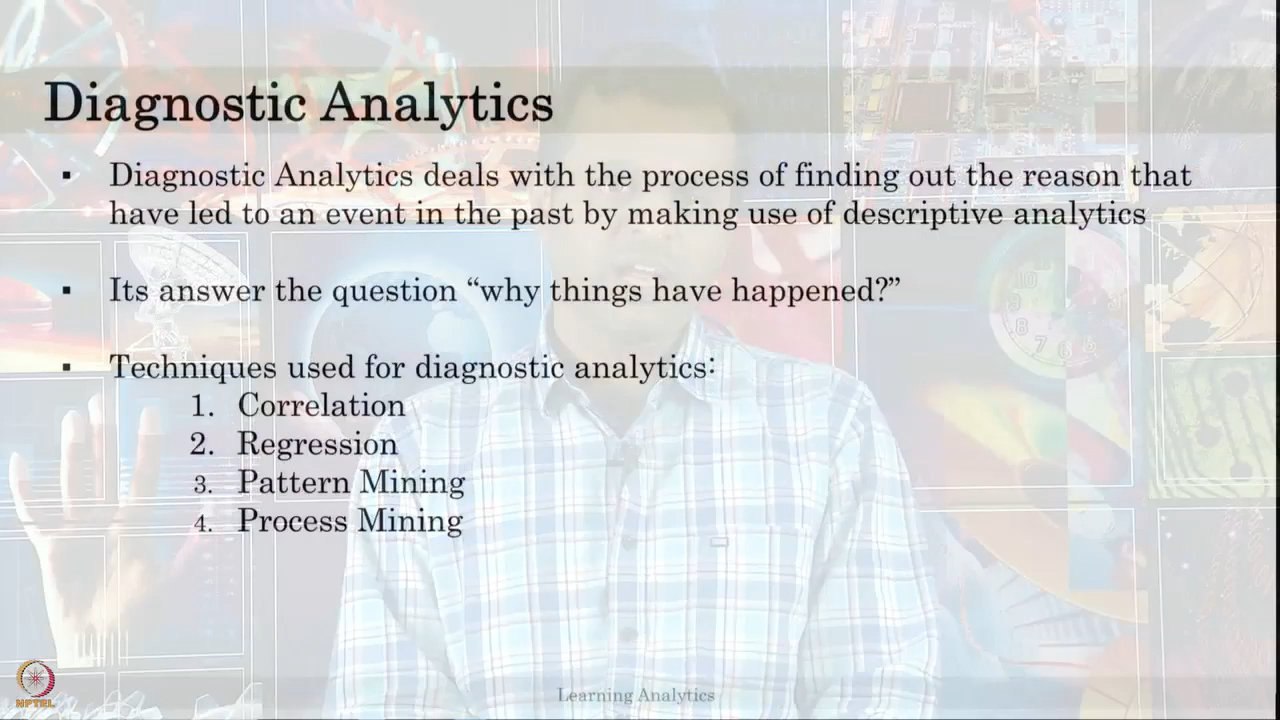 Diagnostic Analytics
▪ Diagnostic Analytics deals with the process of finding out the reason that
have led to an event in the past by making use of descriptive analytics
▪ Its answer the question “why things have happened?”
▪ Techniques used for diagnostic analytics:
1. Correlation
2. Regression
3. Pattern Mining
4. Process Mining
NPTEL
Learning Analytics